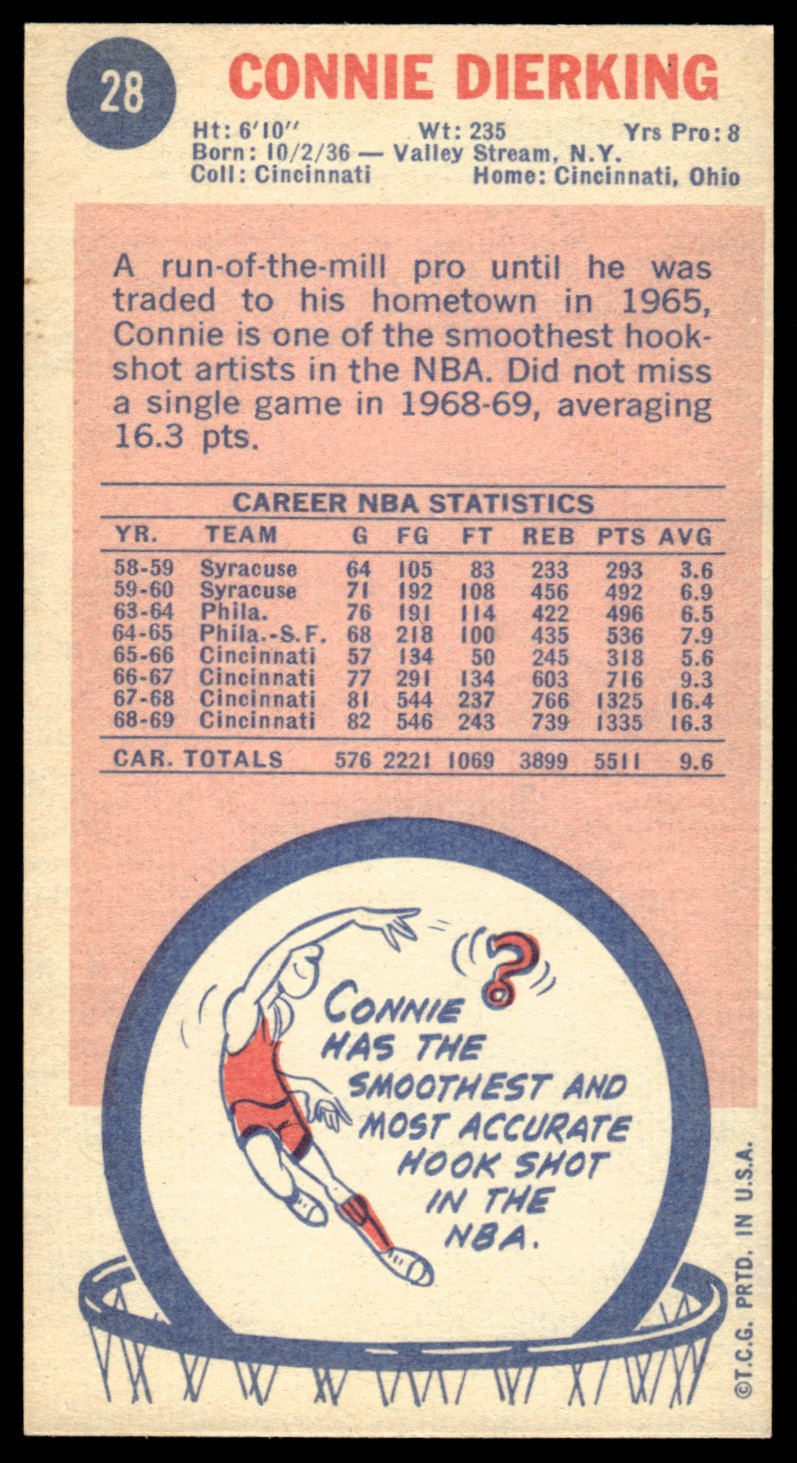 28
CONNIE DIERKING
Ht: 6'10" Wt: 235 Yrs Pro: 8
Born: 10/2/36 — Valley Stream, N.Y.
Coll: Cincinnati Home: Cincinnati, Ohio
A run-of-the-mill pro until he was
traded to his hometown in 1965,
Connie is one of the smoothest hook-
shot artists in the NBA. Did not miss
a single game in 1968-69, averaging
16.3 pts.
CAREER NBA STATISTICS
YR. TEAM G FG FT REB PTS AVG
58-59 Syracuse 64 105 83 233 293 3.6
59-60 Syracuse 71 192 108 456 492 6.9
63-64 Phila. 76 191 114 422 496 6.5
64-65 Phila.-S.F. 68 218 100 435 536 7.9
65-66 Cincinnati 57 134 50 245 318 5.6
66-67 Cincinnati 77 291 134 603 716 9.3
67-68 Cincinnati 81 544 237 766 1325 16.4
68-69 Cincinnati 82 546 243 739 1335 16.3
CAR. TOTALS 576 2221 1069 3899 5511 9.6
?
CONNIE
HAS THE
SMOOTHEST AND
MOST ACCURATE
HOOK SHOT
IN THE
NBA.
©T.C.G. PRTD. IN U.S.A.